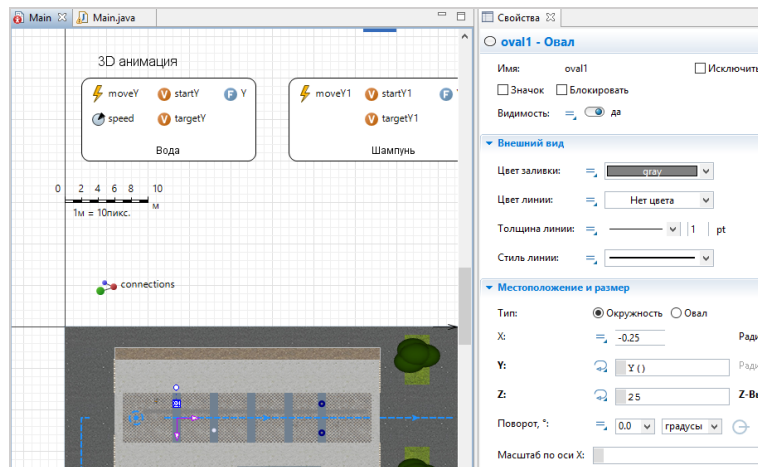 Main Main.java
3D анимация
moveY startY Y
speed targetY
Вода
moveY1 startY1
targetY1
Шампунь
0 2 4 6 8 10
м
1м = 10пикс.
connections
Свойства
oval1 - Овал
Имя: oval1 Исключить
Значок Блокировать
Видимость: да
Внешний вид
Цвет заливки: gray
Цвет линии: Нет цвета
Толщина линии: 1 pt
Стиль линии:
Местоположение и размер
Тип: Окружность Овал
X: -0.25 Ради
Y: Y() Ради
Z: 25 Z-Вы
Поворот, °: 0.0 градусы
Масштаб по оси X: